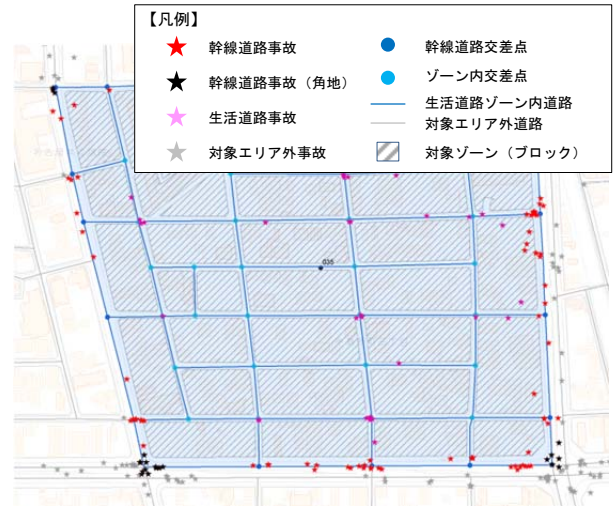 【凡例】
幹線道路事故
幹線道路交差点
幹線道路事故（角地）
ゾーン内交差点
生活道路事故
生活道路ゾーン内道路
対象エリア外道路
対象エリア外事故
対象ゾーン（ブロック）
035